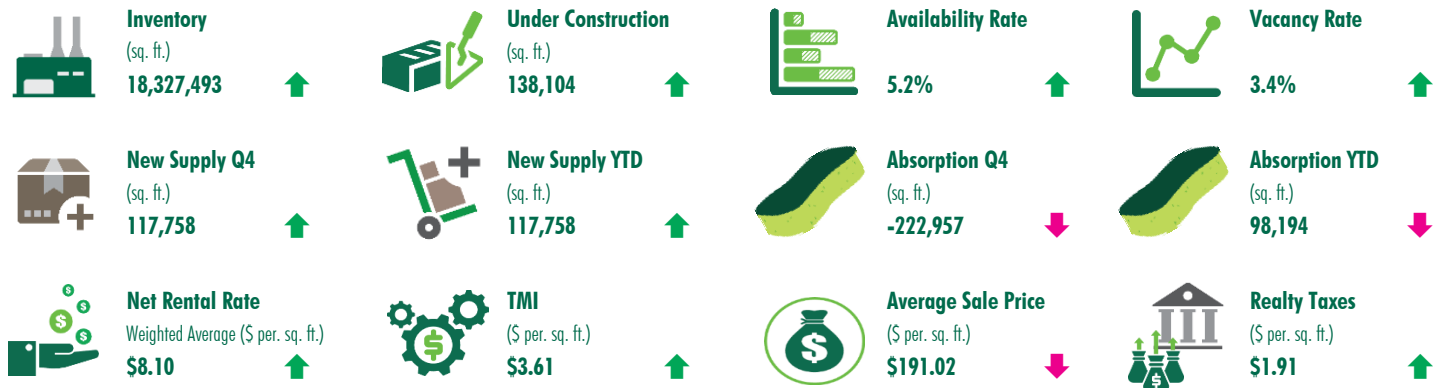 Inventory
(sq. ft.)
18,327,493
Under Construction
(sq. ft.)
138,104
Availability Rate
5.2%
Vacancy Rate
3.4%
New Supply Q4
(sq. ft.)
117,758
New Supply YTD
(sq. ft.)
117,758
Absorption Q4
(sq. ft.)
-222,957
Absorption YTD
(sq. ft.)
98,194
Net Rental Rate
Weighted Average ($ per. sq. ft.)
$8.10
TMI
($ per. sq. ft.)
$3.61
Average Sale Price
($ per. sq. ft.)
$191.02
Realty Taxes
($ per. sq. ft.)
$1.91